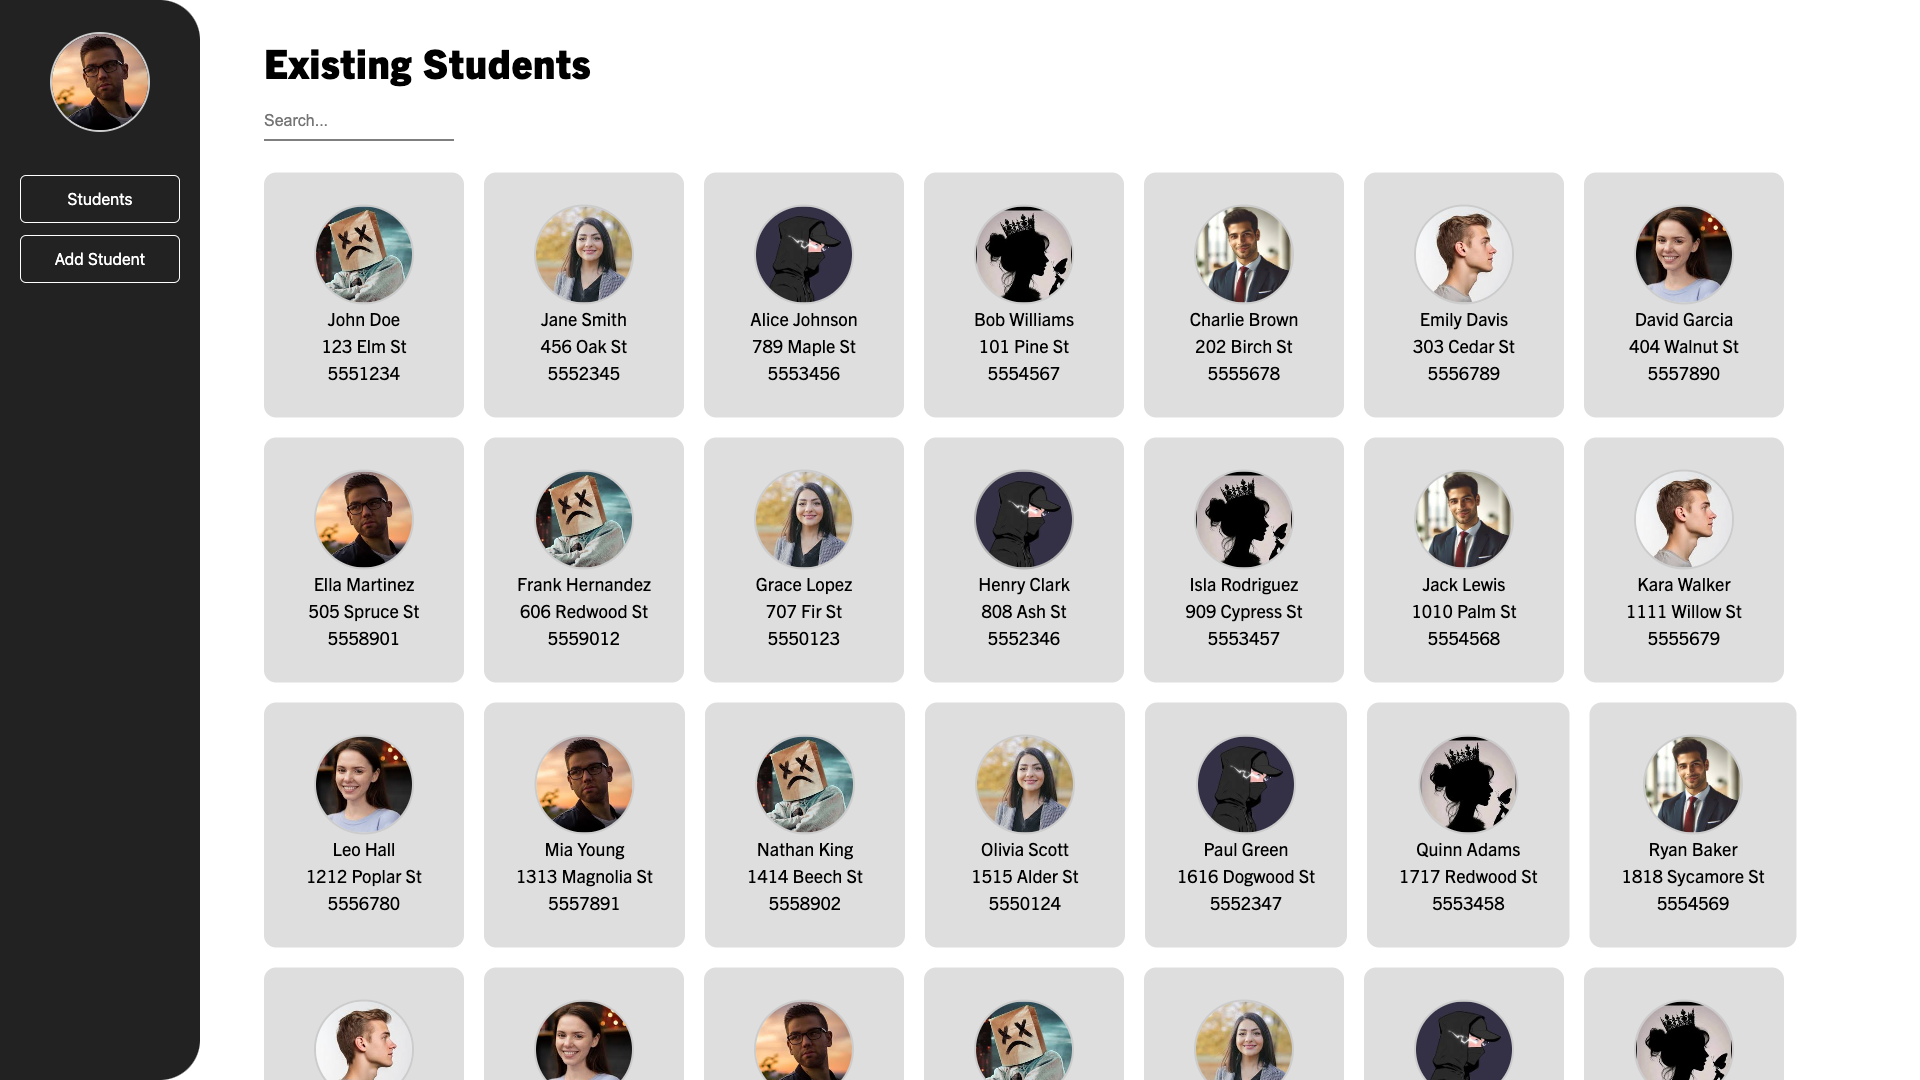 Students
Add Student
Existing Students
Search...
John Doe
123 Elm St
5551234
Jane Smith
456 Oak St
5552345
Alice Johnson
789 Maple St
5553456
Bob Williams
101 Pine St
5554567
Charlie Brown
202 Birch St
5555678
Emily Davis
303 Cedar St
5556789
David Garcia
404 Walnut St
5557890
Ella Martinez
505 Spruce St
5558901
Frank Hernandez
606 Redwood St
5559012
Grace Lopez
707 Fir St
5550123
Henry Clark
808 Ash St
5552346
Isla Rodriguez
909 Cypress St
5553457
Jack Lewis
1010 Palm St
5554568
Kara Walker
1111 Willow St
5555679
Leo Hall
1212 Poplar St
5556780
Mia Young
1313 Magnolia St
5557891
Nathan King
1414 Beech St
5558902
Olivia Scott
1515 Alder St
5550124
Paul Green
1616 Dogwood St
5552347
Quinn Adams
1717 Redwood St
5553458
Ryan Baker
1818 Sycamore St
5554569